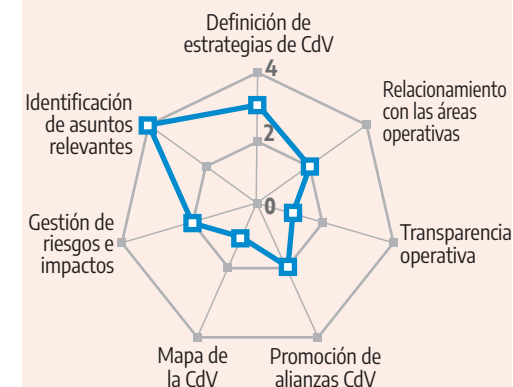 Definición de
estrategias de CdV
4
Relacionamiento
con las áreas
operativas
Identificación
de asuntos
relevantes
2
0
Transparencia
operativa
Gestión de
riesgos e
impactos
Mapa de
la CdV
Promoción de
alianzas CdV